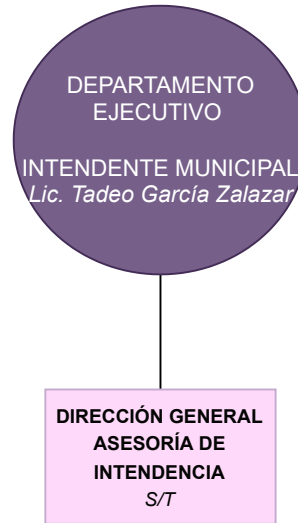 DEPARTAMENTO
EJECUTIVO
INTENDENTE MUNICIPAL
Lic. Tadeo García Zalazar
DIRECCIÓN GENERAL
ASESORÍA DE
INTENDENCIA
S/T